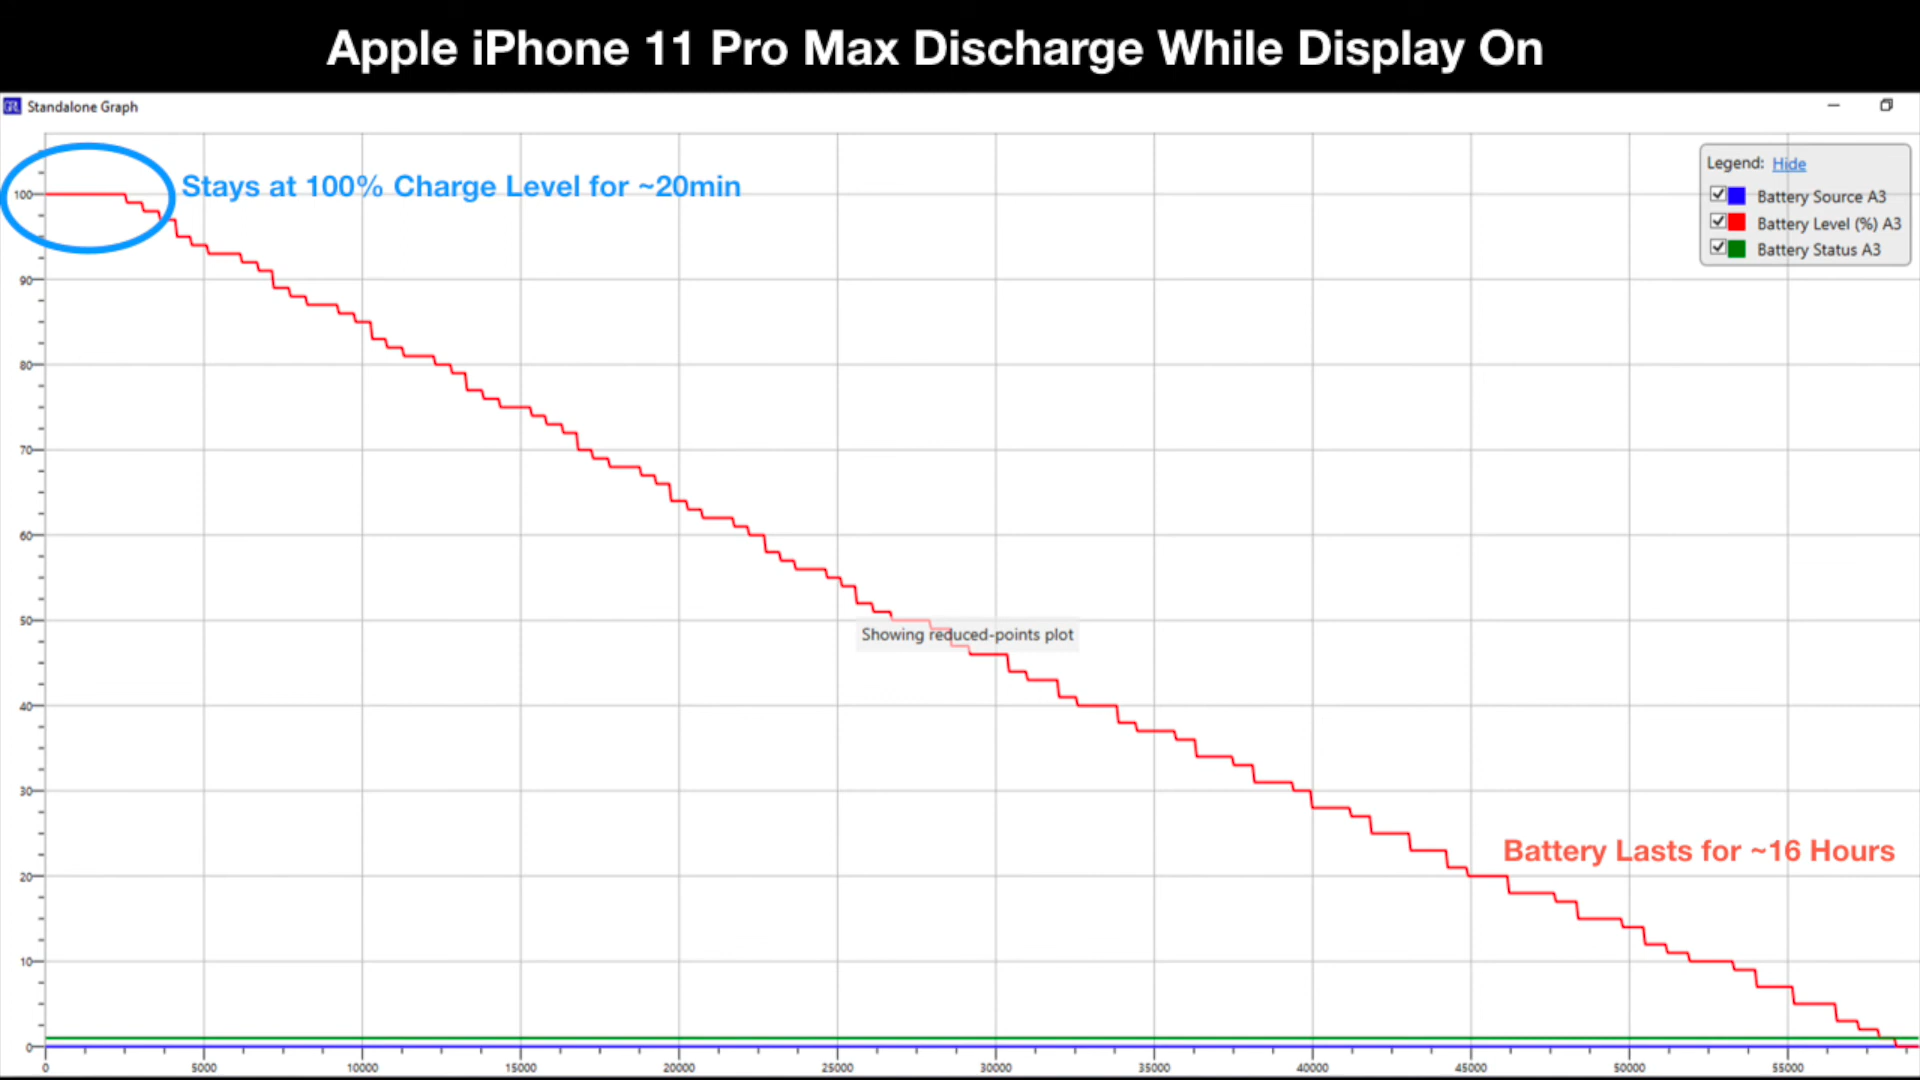 Apple iPhone 11 Pro Max Discharge While Display On
GRL Standalone Graph
Legend: Hide
Battery Source A3
Battery Level (%) A3
Battery Status A3
Stays at 100% Charge Level for ~20min
100
90
80
70
60
50
Showing reduced-points plot
40
30
Battery Lasts for ~16 Hours
20
10
0
0 5000 10000 15000 20000 25000 30000 35000 40000 45000 50000 55000